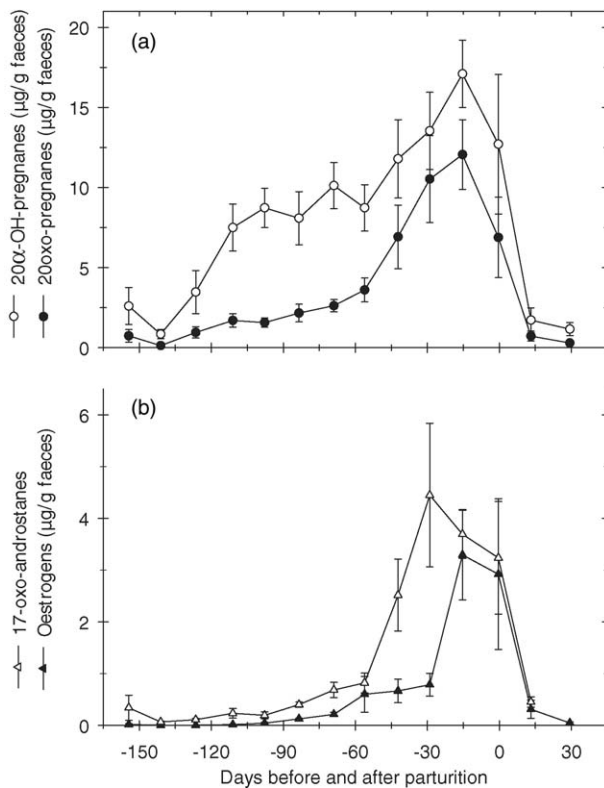 (a)
20α-OH-pregnanes (µg/g faeces)
20oxo-pregnanes (µg/g faeces)
20
15
10
5
0
(b)
17-oxo-androstanes
Oestrogens (µg/g faeces)
6
4
2
0
-150 -120 -90 -60 -30 0 30
Days before and after parturition